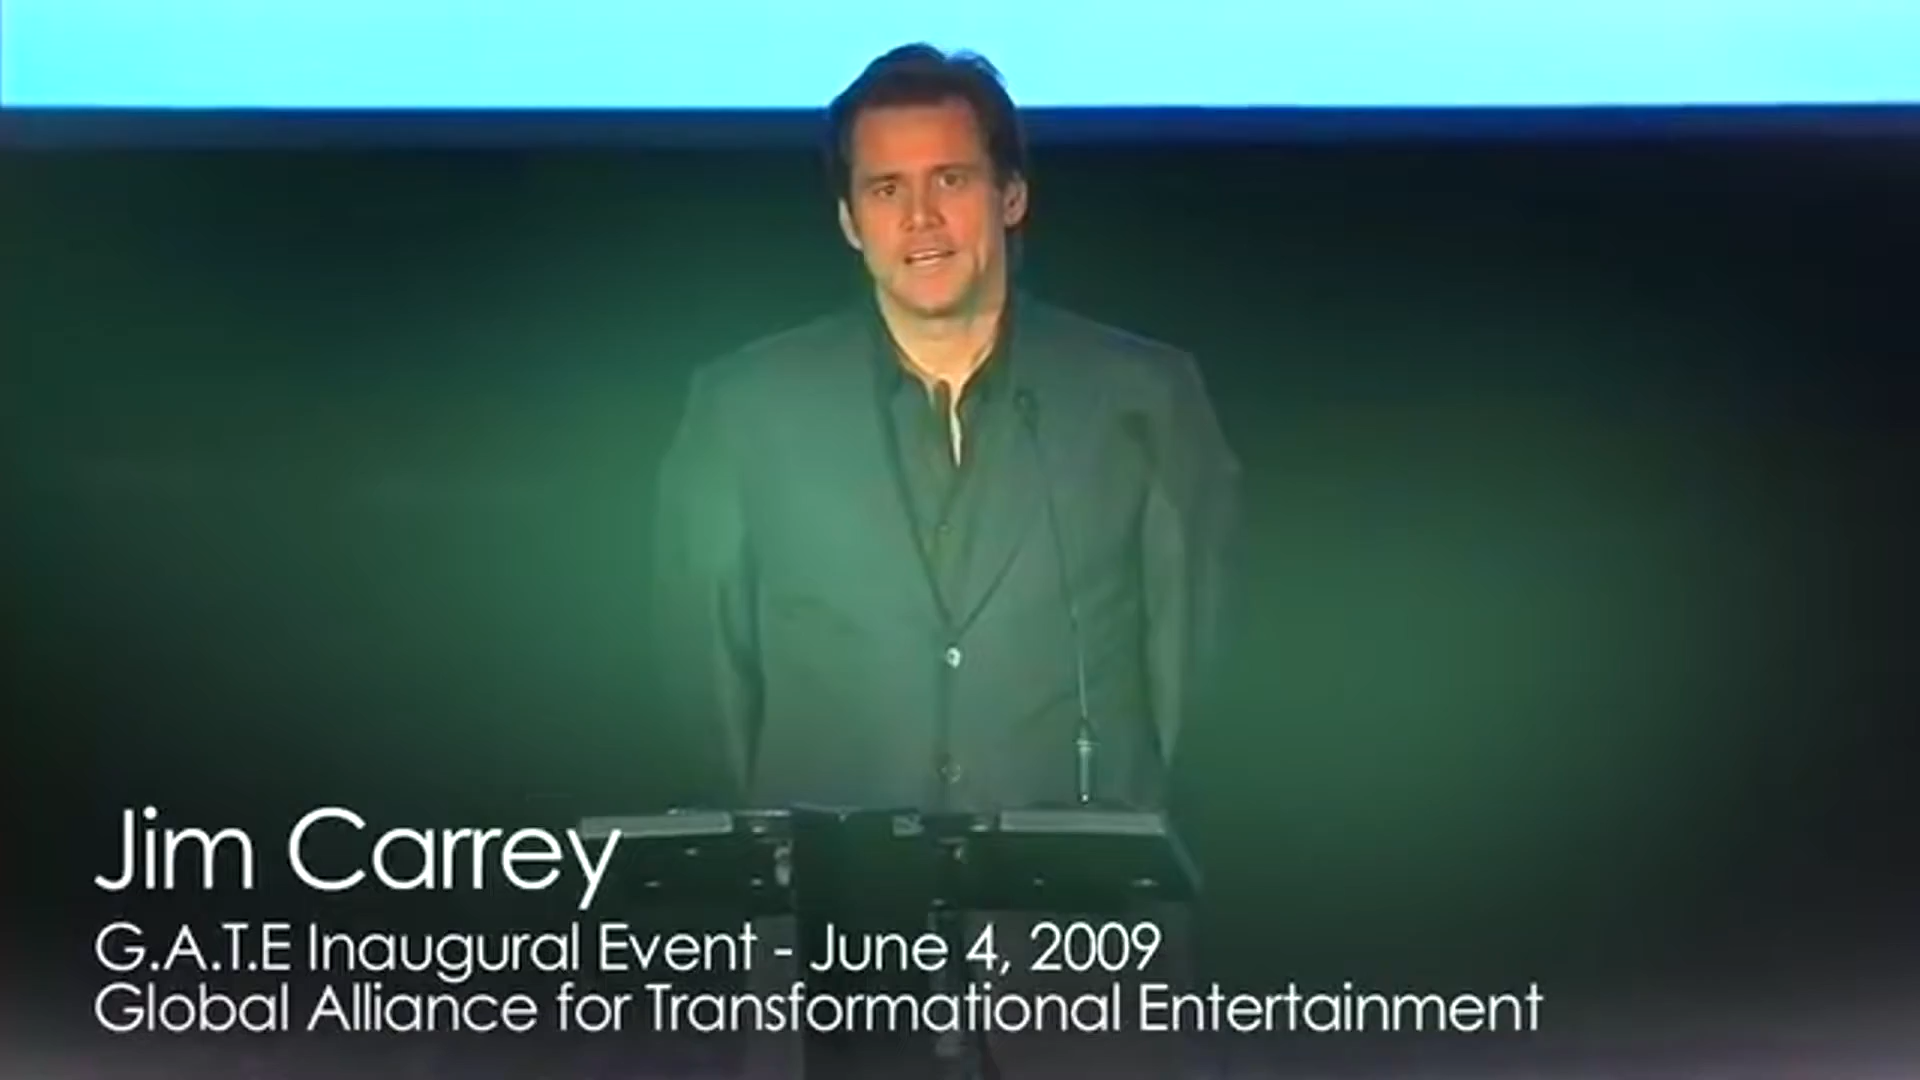 Jim Carrey
G.A.T.E Inaugural Event - June 4, 2009
Global Alliance for Transformational Entertainment